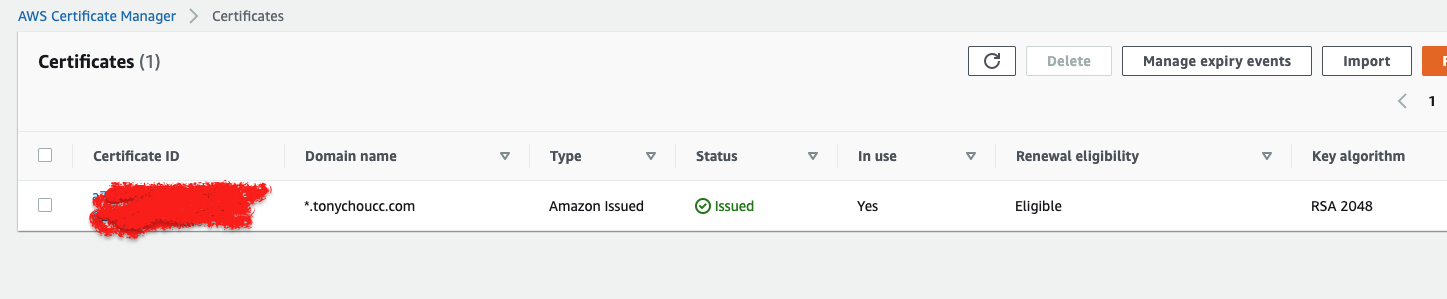 AWS Certificate Manager > Certificates
Certificates (1)
Delete
Manage expiry events
Import
1
Certificate ID Domain name Type Status In use Renewal eligibility Key algorithm
*.tonychoucc.com Amazon Issued Issued Yes Eligible RSA 2048